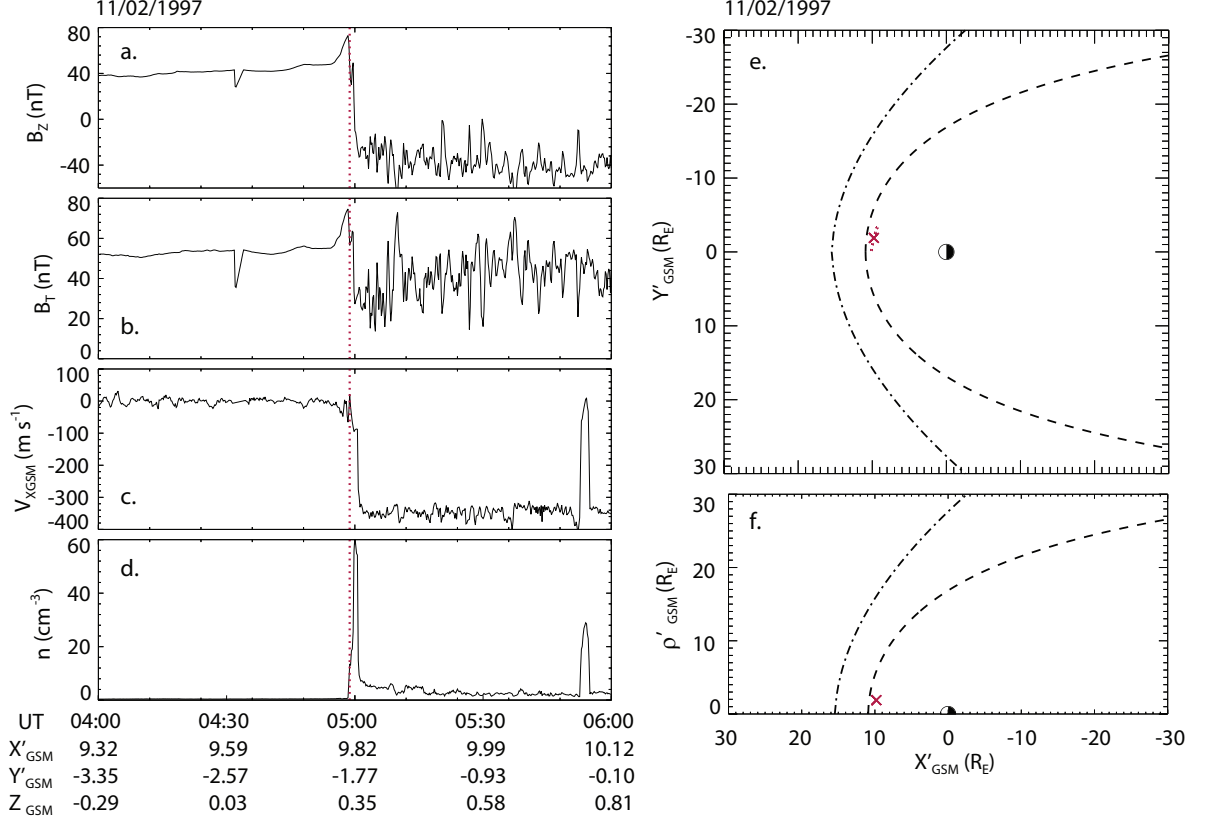 11/02/1997
80
40
0
-40
B_Z (nT)
a.
80
60
40
20
0
B_T (nT)
b.
100
0
-100
-200
-300
-400
V_XGSM (m s⁻¹)
c.
60
40
20
0
n (cm⁻³)
d.
UT 04:00 04:30 05:00 05:30 06:00
X'_GSM 9.32 9.59 9.82 9.99 10.12
Y'_GSM -3.35 -2.57 -1.77 -0.93 -0.10
Z_GSM -0.29 0.03 0.35 0.58 0.81
11/02/1997
-30
-20
-10
0
10
20
30
Y'_GSM (R_E)
e.
30
20
10
0
ρ'_GSM (R_E)
f.
30 20 10 0 -10 -20 -30
X'_GSM (R_E)